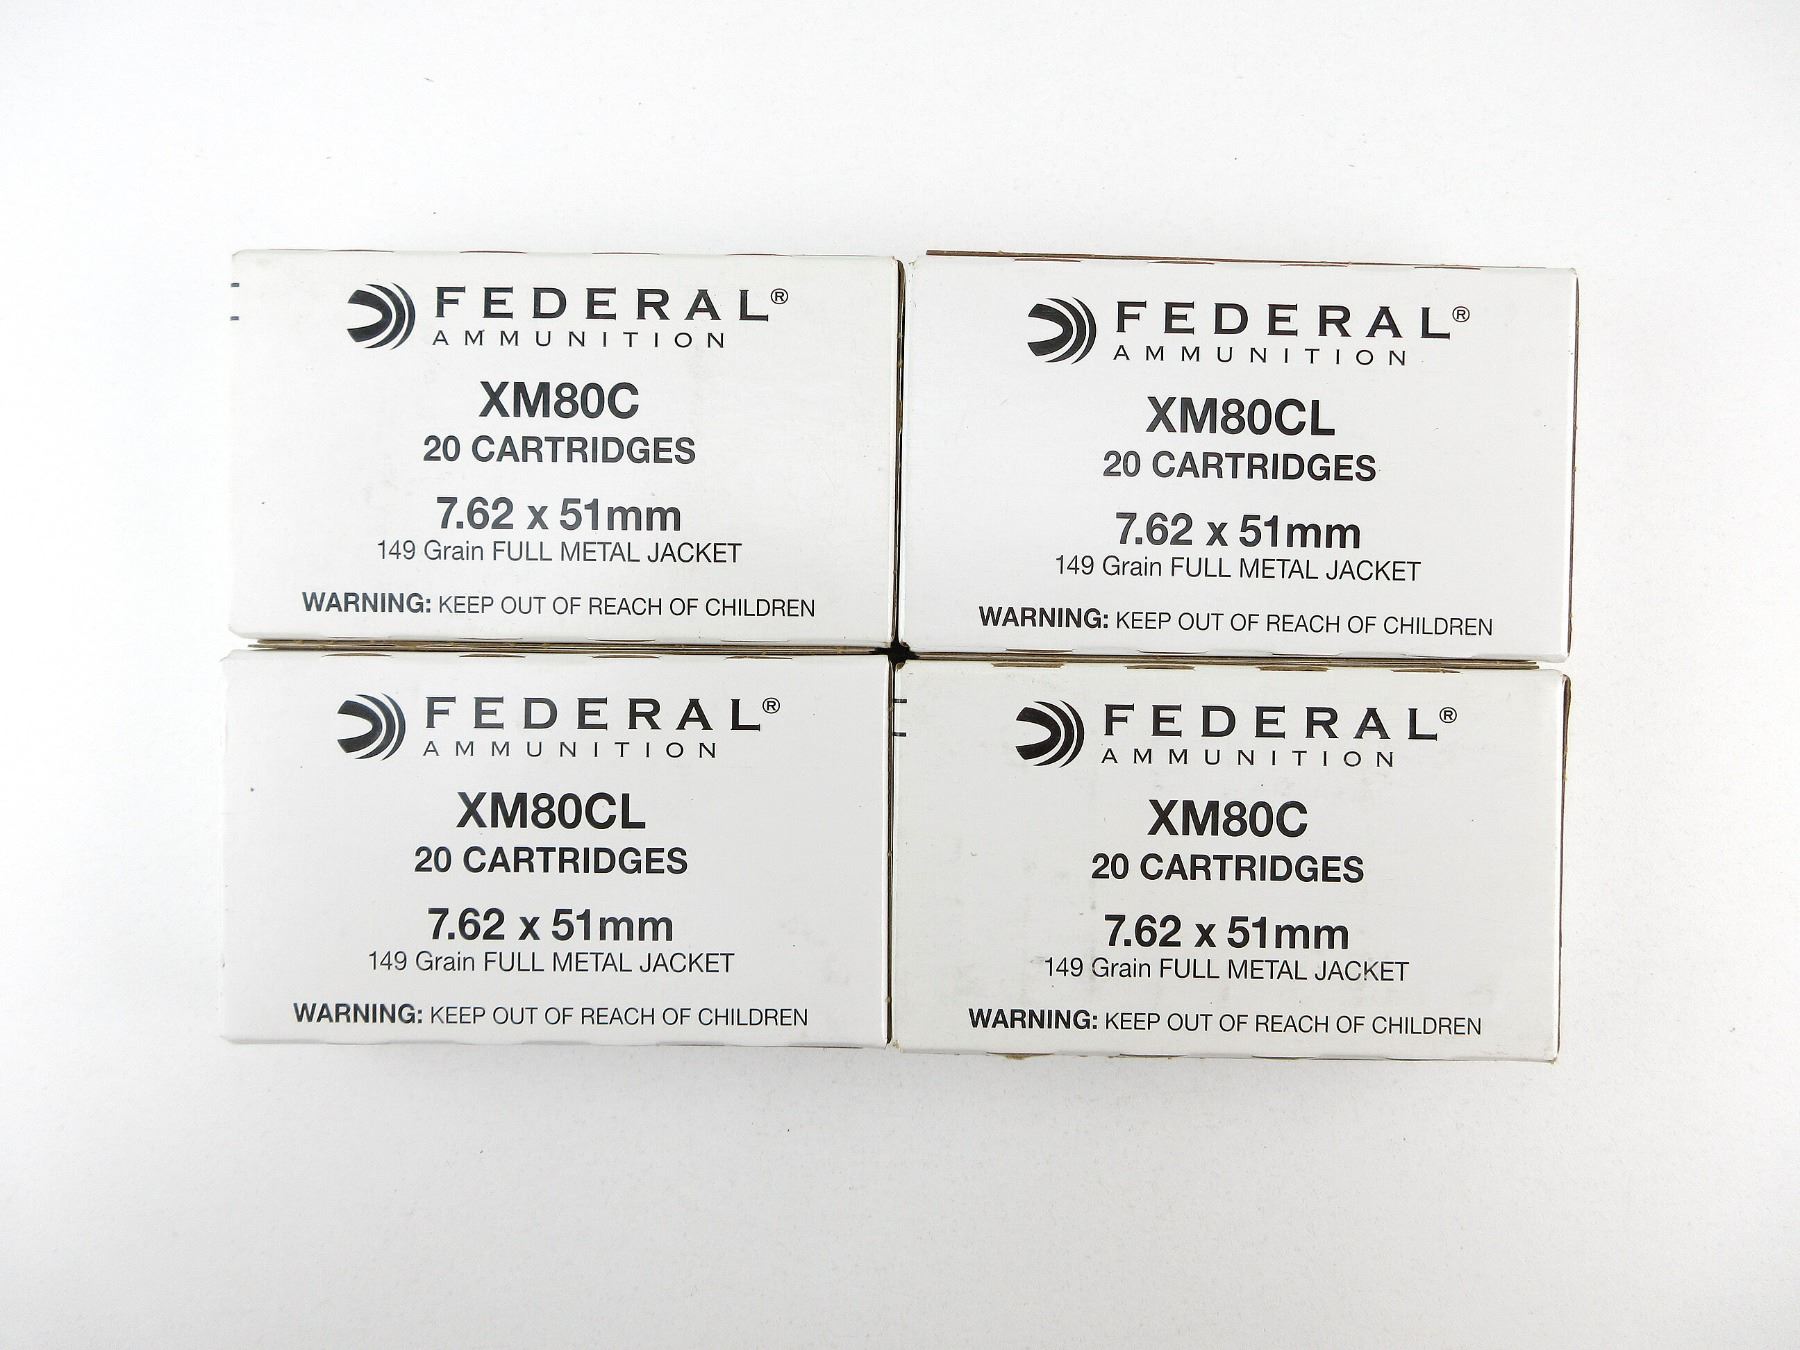 FEDERAL®
AMMUNITION
XM80C
20 CARTRIDGES
7.62 x 51mm
149 Grain FULL METAL JACKET
WARNING: KEEP OUT OF REACH OF CHILDREN
FEDERAL®
AMMUNITION
XM80CL
20 CARTRIDGES
7.62 x 51mm
149 Grain FULL METAL JACKET
WARNING: KEEP OUT OF REACH OF CHILDREN
FEDERAL®
AMMUNITION
XM80CL
20 CARTRIDGES
7.62 x 51mm
149 Grain FULL METAL JACKET
WARNING: KEEP OUT OF REACH OF CHILDREN
FEDERAL®
AMMUNITION
XM80C
20 CARTRIDGES
7.62 x 51mm
149 Grain FULL METAL JACKET
WARNING: KEEP OUT OF REACH OF CHILDREN